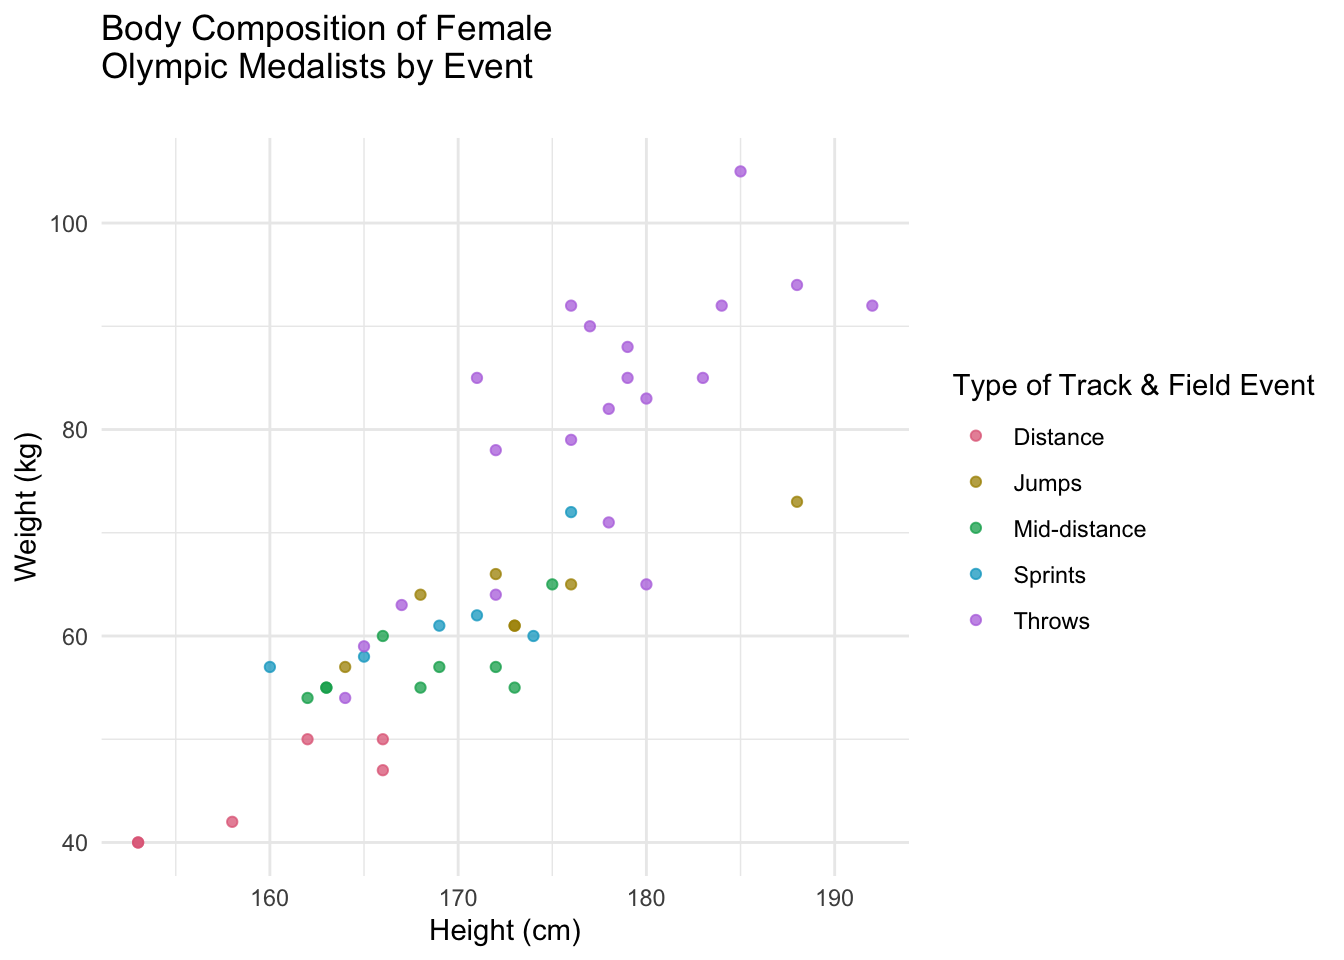 Body Composition of Female
Olympic Medalists by Event
100
80
60
40
Weight (kg)
160 170 180 190
Height (cm)
Type of Track & Field Event
Distance
Jumps
Mid-distance
Sprints
Throws